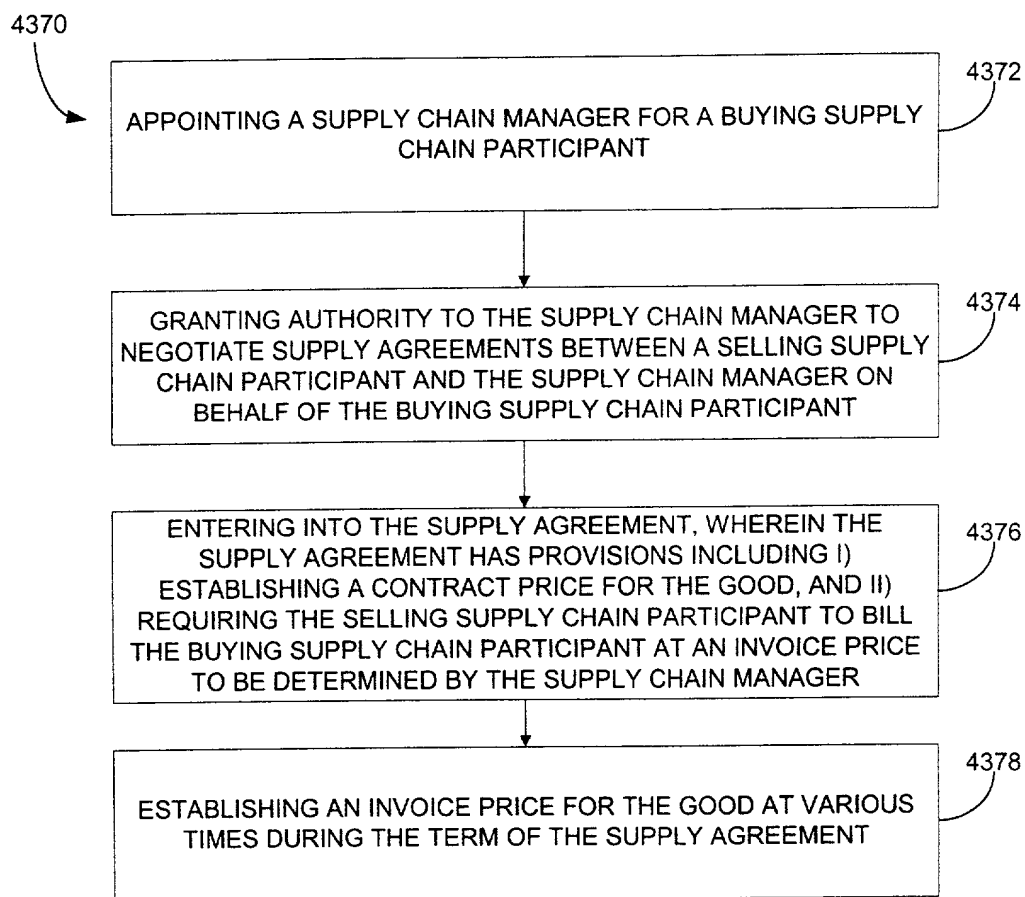 4370
4372
APPOINTING A SUPPLY CHAIN MANAGER FOR A BUYING SUPPLY
CHAIN PARTICIPANT
4374
GRANTING AUTHORITY TO THE SUPPLY CHAIN MANAGER TO
NEGOTIATE SUPPLY AGREEMENTS BETWEEN A SELLING SUPPLY
CHAIN PARTICIPANT AND THE SUPPLY CHAIN MANAGER ON
BEHALF OF THE BUYING SUPPLY CHAIN PARTICIPANT
4376
ENTERING INTO THE SUPPLY AGREEMENT, WHEREIN THE
SUPPLY AGREEMENT HAS PROVISIONS INCLUDING I)
ESTABLISHING A CONTRACT PRICE FOR THE GOOD, AND II)
REQUIRING THE SELLING SUPPLY CHAIN PARTICIPANT TO BILL
THE BUYING SUPPLY CHAIN PARTICIPANT AT AN INVOICE PRICE
TO BE DETERMINED BY THE SUPPLY CHAIN MANAGER
4378
ESTABLISHING AN INVOICE PRICE FOR THE GOOD AT VARIOUS
TIMES DURING THE TERM OF THE SUPPLY AGREEMENT